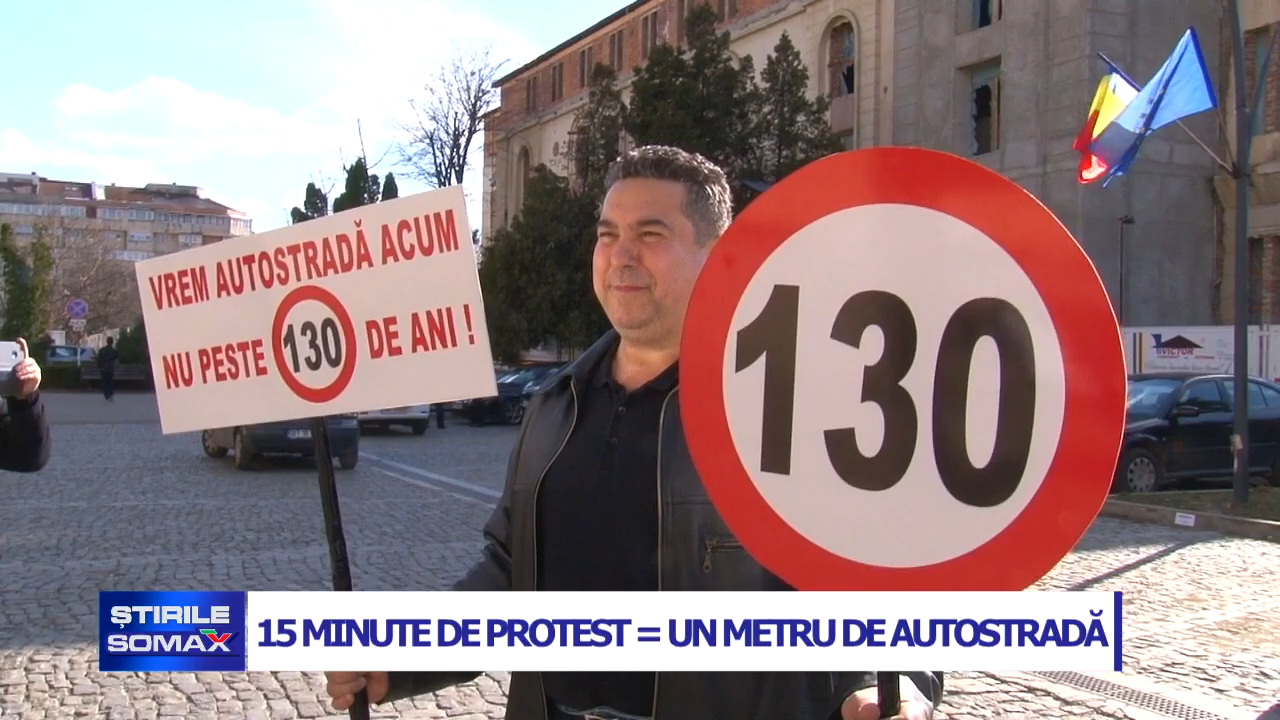 VREM AUTOSTRADĂ ACUM
NU PESTE 130 DE ANI !
130
VICTOR
ȘTIRILE
SOMAX
15 MINUTE DE PROTEST = UN METRU DE AUTOSTRADĂ